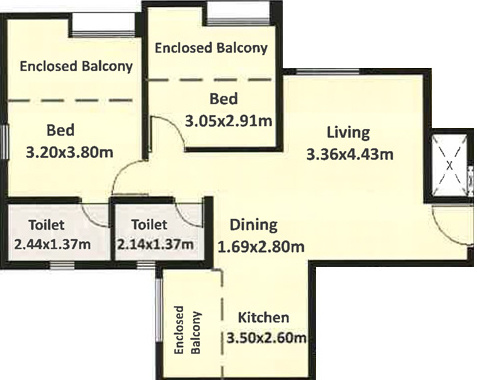 Enclosed Balcony
Enclosed Balcony
Bed
3.05x2.91m
Bed
3.20x3.80m
Living
3.36x4.43m
Toilet
2.44x1.37m
Toilet
2.14x1.37m
Dining
1.69x2.80m
Enclosed
Balcony
Kitchen
3.50x2.60m